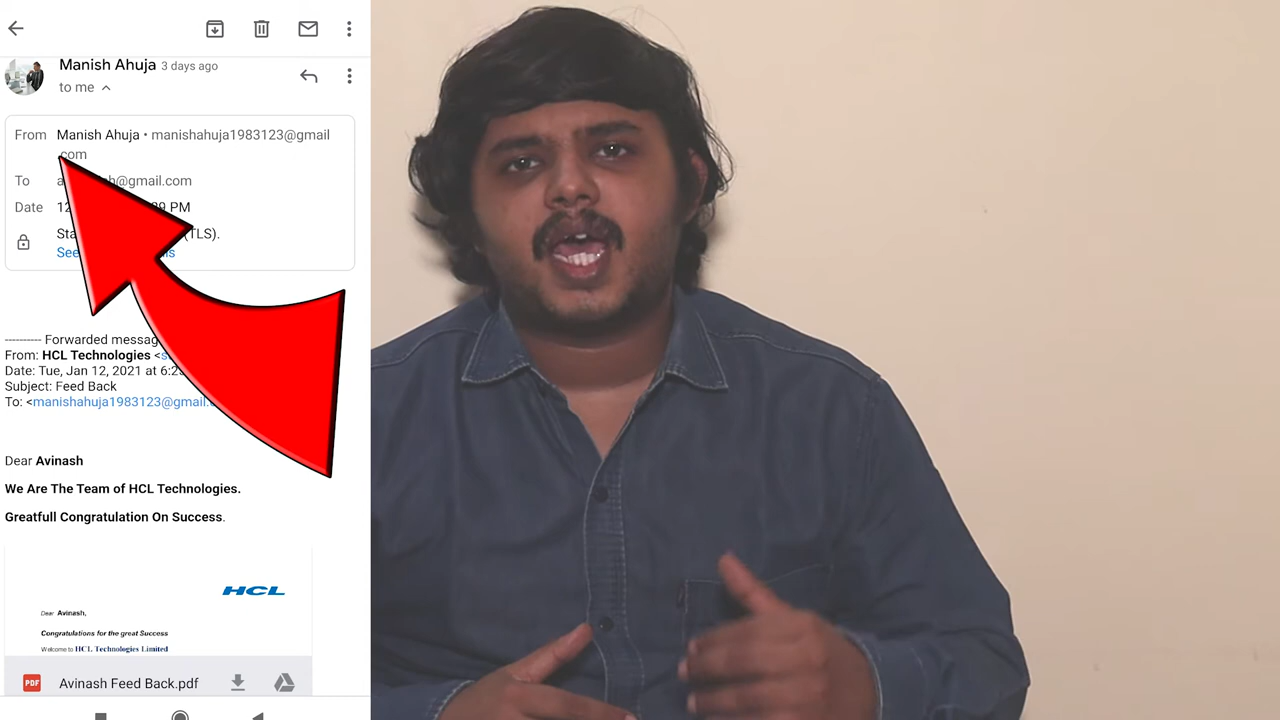 Manish Ahuja 3 days ago
to me
From Manish Ahuja • manishahuja1983123@gmail
com
To @gmail.com
Date 12 PM
(TLS).
See
Forwarded
From: HCL Technologies
Date: Tue, Jan 12, 2021 at
Subject: Feed Back
To: <manishahuja1983123@gmail.
Dear Avinash
We Are The Team of HCL Technologies.
Greatfull Congratulation On Success.
HCL
Dear Avinash,
Congratulations for the great Success
Welcome to HCL Technologies Limited
PDF
Avinash Feed Back.pdf